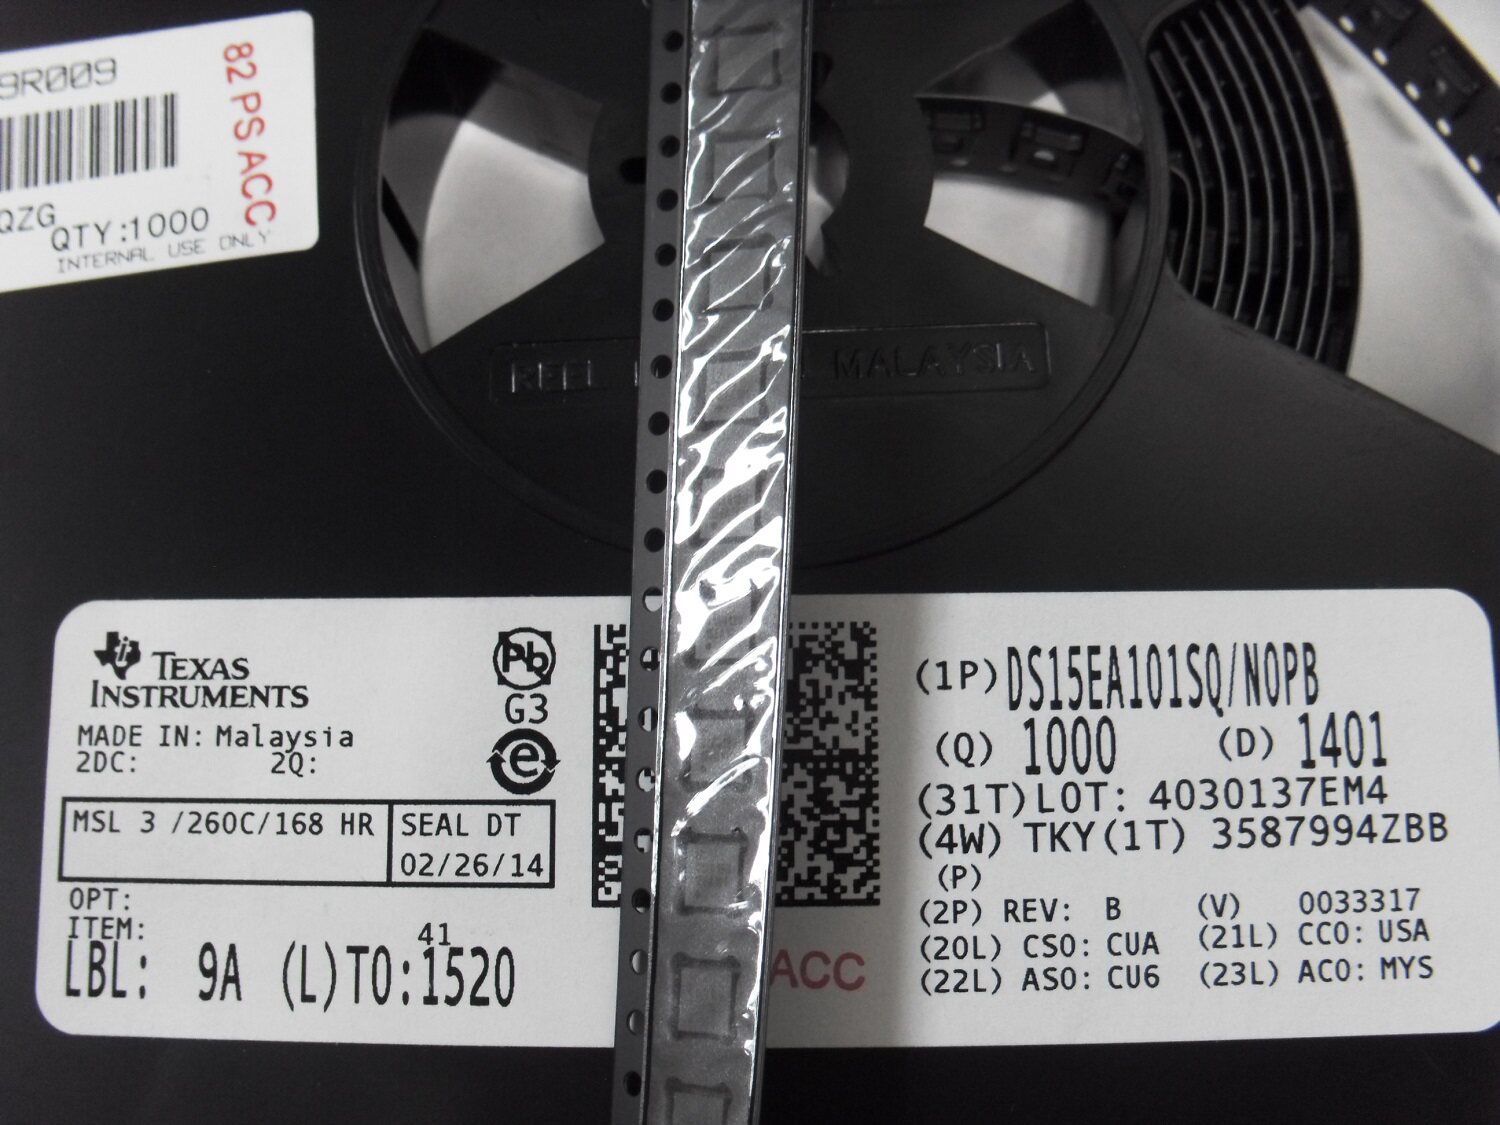 9R009
82 PS ACC
QZG
QTY:1000
INTERNAL USE ONLY
REEL MALAYSIA
TEXAS
INSTRUMENTS
MADE IN: Malaysia
2DC: 2Q:
Pb
G3
e
MSL 3 /260C/168 HR
SEAL DT
02/26/14
OPT:
ITEM:
41
LBL: 9A (L)TO:1520
ACC
(1P) DS15EA101SQ/NOPB
(Q) 1000 (D) 1401
(31T)LOT: 4030137EM4
(4W) TKY(1T) 3587994ZBB
(P)
(2P) REV: B (V) 0033317
(20L) CSO: CUA (21L) CCO: USA
(22L) ASO: CU6 (23L) ACO: MYS